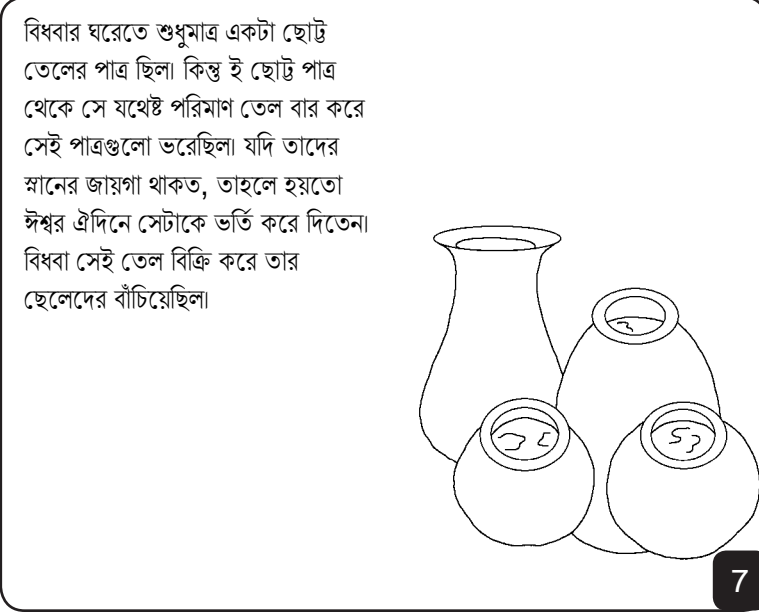 বিধবার ঘরেতে শুধুমাত্র একটা ছোট্ট
তেলের পাত্র ছিল। কিন্তু ই ছোট্ট পাত্র
থেকে সে যথেষ্ট পরিমাণ তেল বার করে
সেই পাত্রগুলো ভরেছিল। যদি তাদের
স্নানের জায়গা থাকত, তাহলে হয়তো
ঈশ্বর ঐদিনে সেটাকে ভর্তি করে দিতেন।
বিধবা সেই তেল বিক্রি করে তার
ছেলেদের বাঁচিয়েছিল।
7